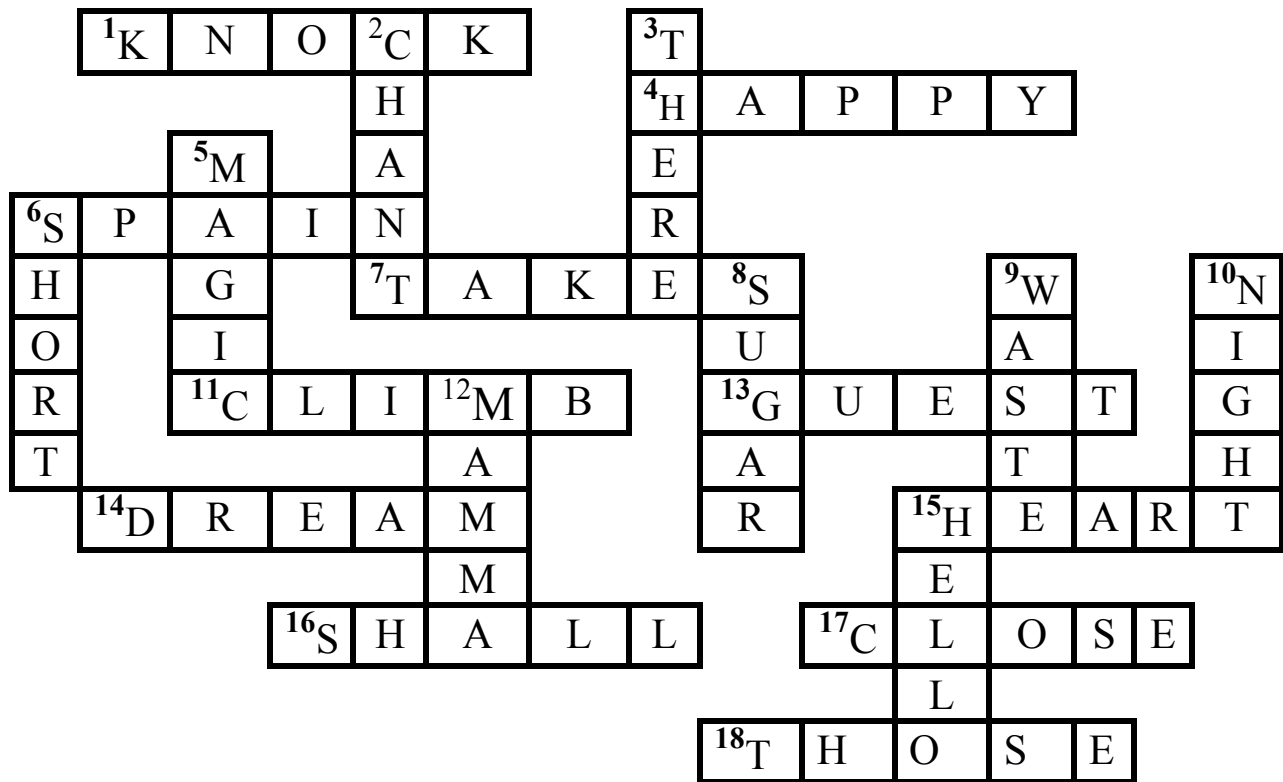 1K N O 2C K 3T
H 4H A P P Y
5M A E
6S P A I N R
H G 7T A K E 8S 9W 10N
O I U A I
R 11C L I 12M B 13G U E S T G
T A A T H
14D R E A M R 15H E A R T
M E
16S H A L L 17C L O S E
L
18T H O S E